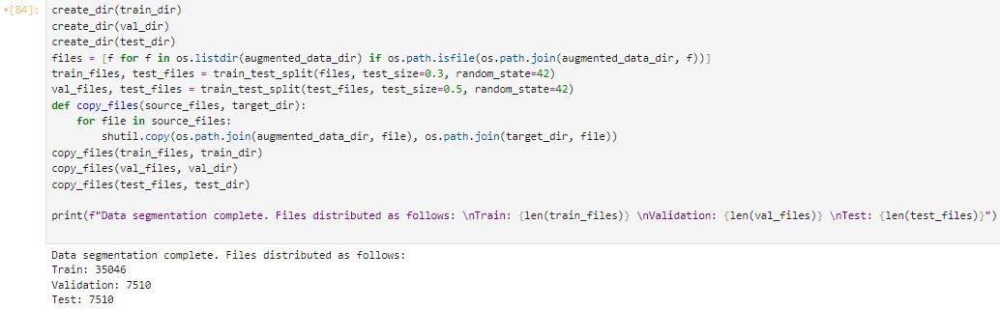 [84]: create_dir(train_dir)
create_dir(val_dir)
create_dir(test_dir)
files = [f for f in os.listdir(augmented_data_dir) if os.path.isfile(os.path.join(augmented_data_dir, f))]
train_files, test_files = train_test_split(files, test_size=0.3, random_state=42)
val_files, test_files = train_test_split(test_files, test_size=0.5, random_state=42)
def copy_files(source_files, target_dir):
    for file in source_files:
        shutil.copy(os.path.join(augmented_data_dir, file), os.path.join(target_dir, file))
copy_files(train_files, train_dir)
copy_files(val_files, val_dir)
copy_files(test_files, test_dir)
print(f"Data segmentation complete. Files distributed as follows: \nTrain: {len(train_files)} \nValidation: {len(val_files)} \nTest: {len(test_files)}")
Data segmentation complete. Files distributed as follows:
Train: 35046
Validation: 7510
Test: 7510